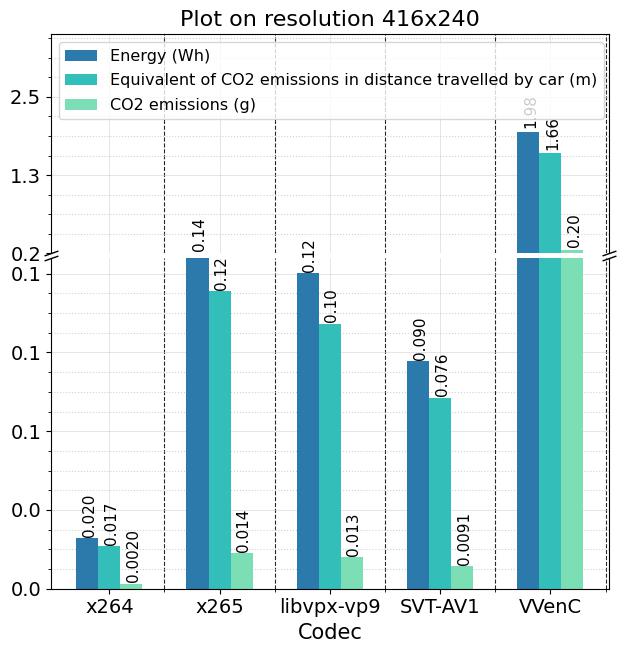 Plot on resolution 416x240
Energy (Wh)
Equivalent of CO2 emissions in distance travelled by car (m)
CO2 emissions (g)
2.5
1.3
0.2
0.1
0.1
0.1
0.0
0.0
0.020
0.017
0.0020
0.14
0.12
0.014
0.12
0.10
0.013
0.090
0.076
0.0091
1.98
1.66
0.20
x264
x265
libvpx-vp9
SVT-AV1
VVenC
Codec